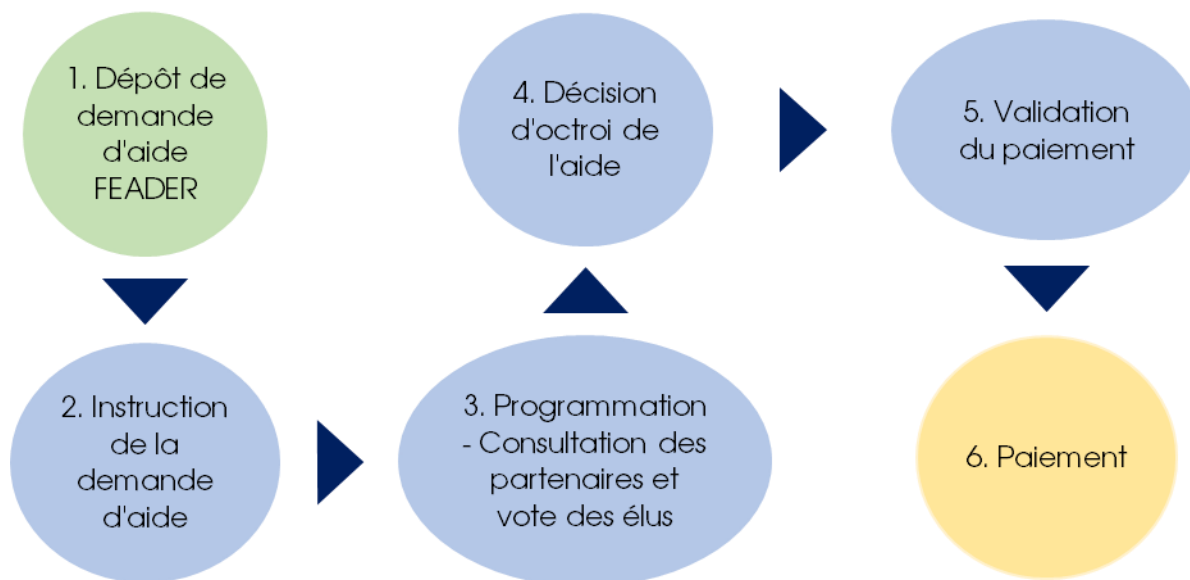 1. Dépôt de
demande
d'aide
FEADER
2. Instruction
de la
demande
d'aide
3. Programmation
- Consultation des
partenaires et
vote des élus
4. Décision
d'octroi de
l'aide
5. Validation
du paiement
6. Paiement